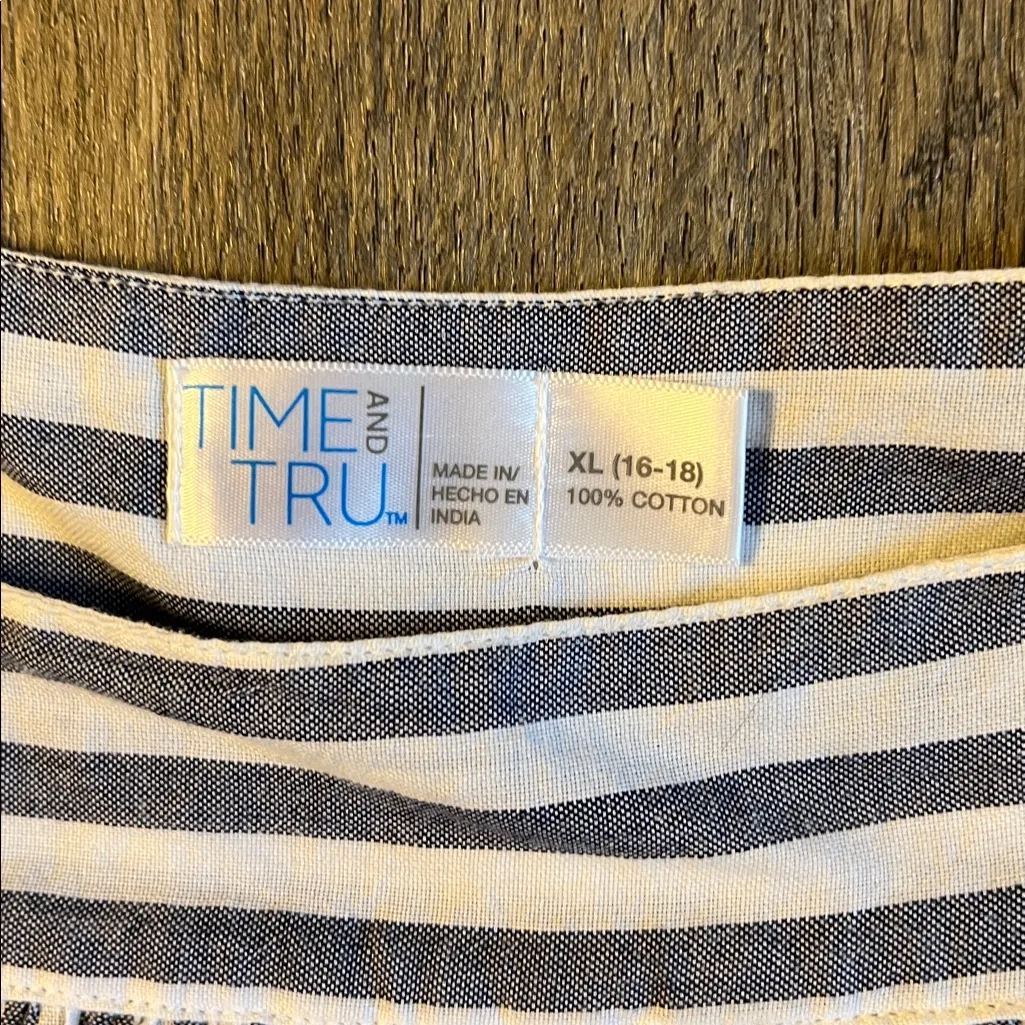 TIME AND
TRU™
MADE IN/
HECHO EN
INDIA
XL (16-18)
100% COTTON